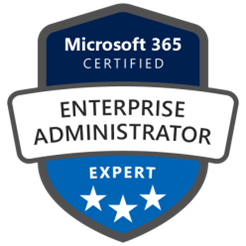 Microsoft 365
CERTIFIED
ENTERPRISE
ADMINISTRATOR
EXPERT